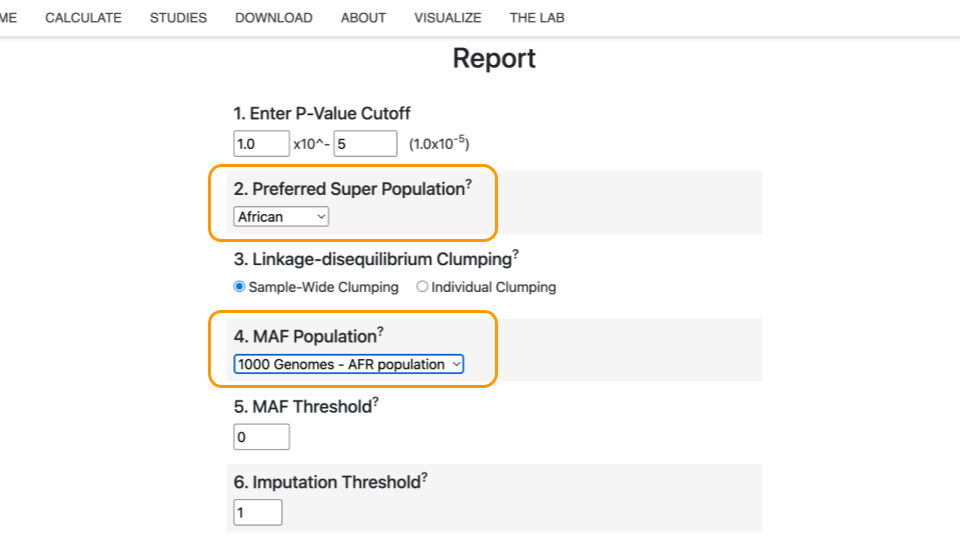 ME CALCULATE STUDIES DOWNLOAD ABOUT VISUALIZE THE LAB
Report
1. Enter P-Value Cutoff
1.0 x10^- 5 (1.0x10⁻⁵)
2. Preferred Super Population?
African
3. Linkage-disequilibrium Clumping?
Sample-Wide Clumping Individual Clumping
4. MAF Population?
1000 Genomes - AFR population
5. MAF Threshold?
0
6. Imputation Threshold?
1